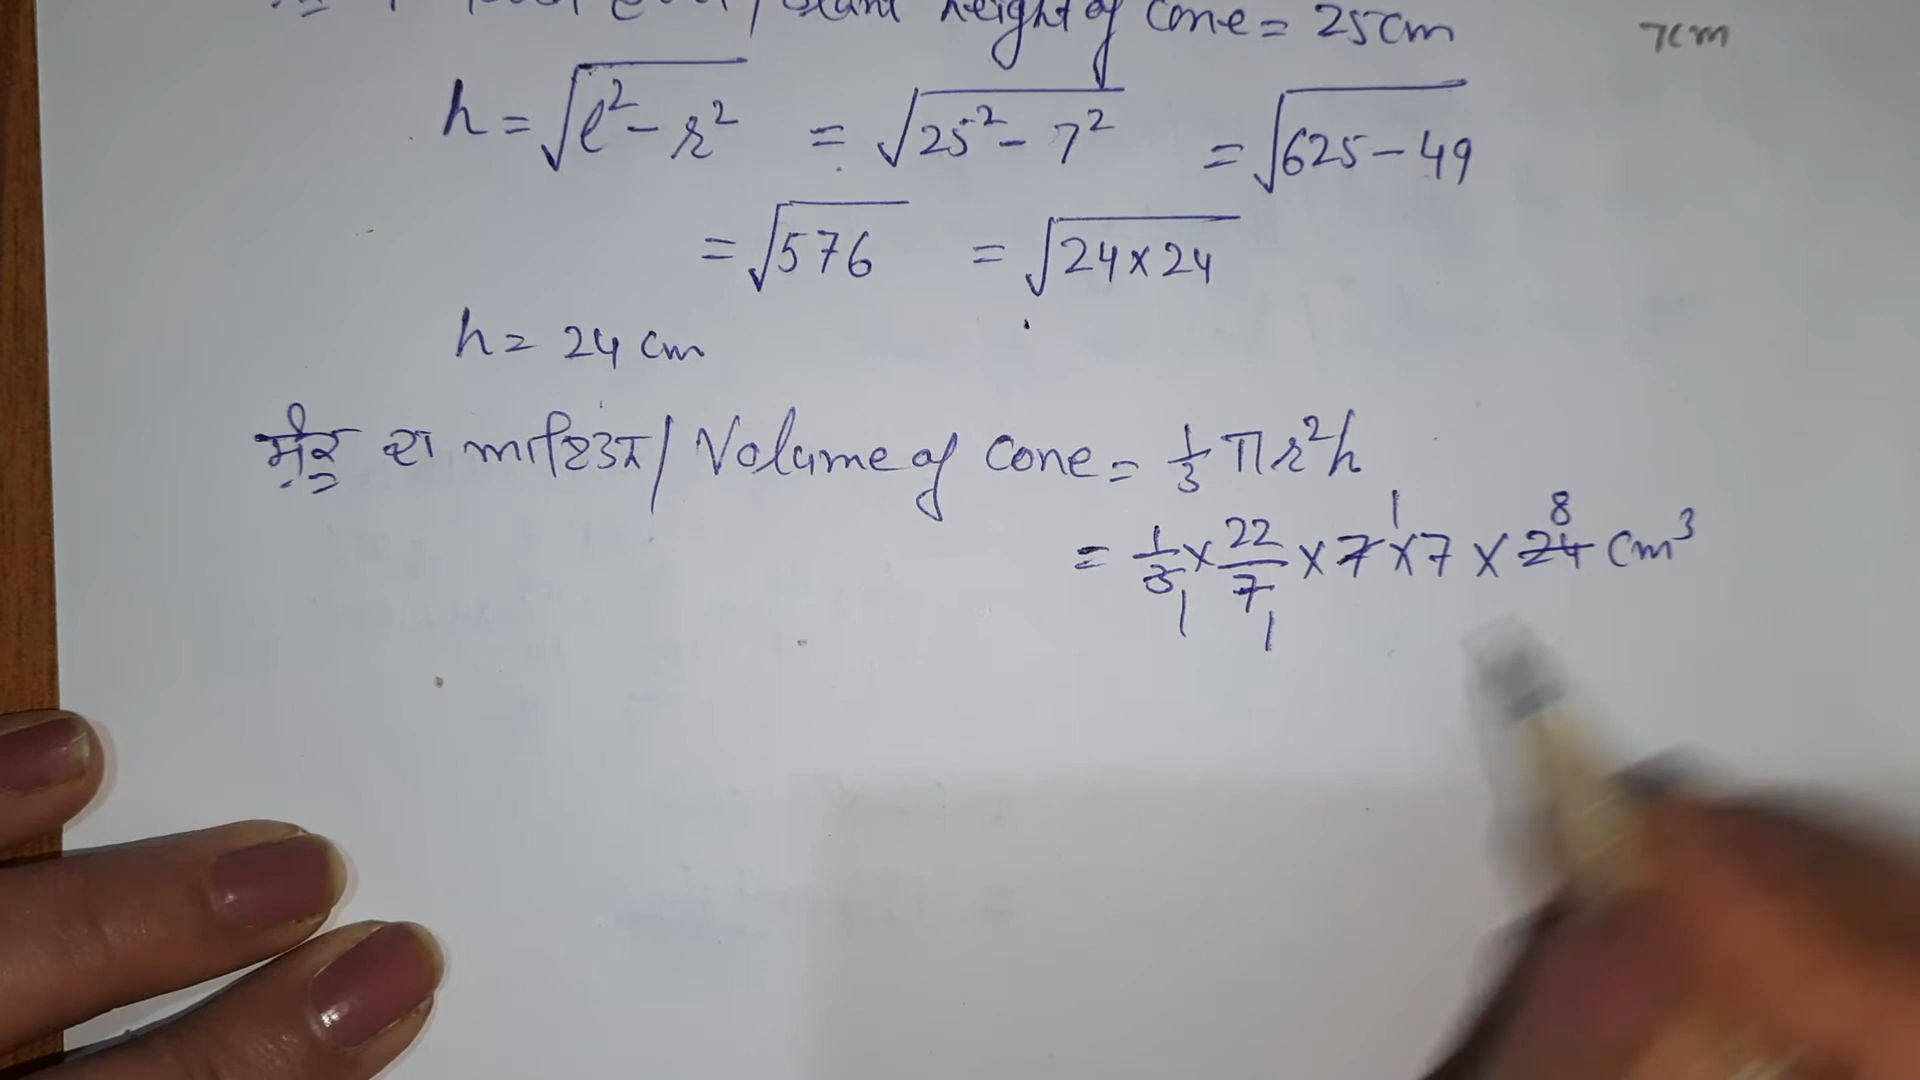 height of cone = 25cm 7cm
h = √l² - r² = √25² - 7² = √625 - 49
= √576 = √24 × 24
h = 24 cm
ਸ਼ੰਕੂ ਦਾ ਆਇਤਨ / Volume of cone = 1/3 πr²h
= 1/3 × 22/7 × 7 × 7 × 24 cm³